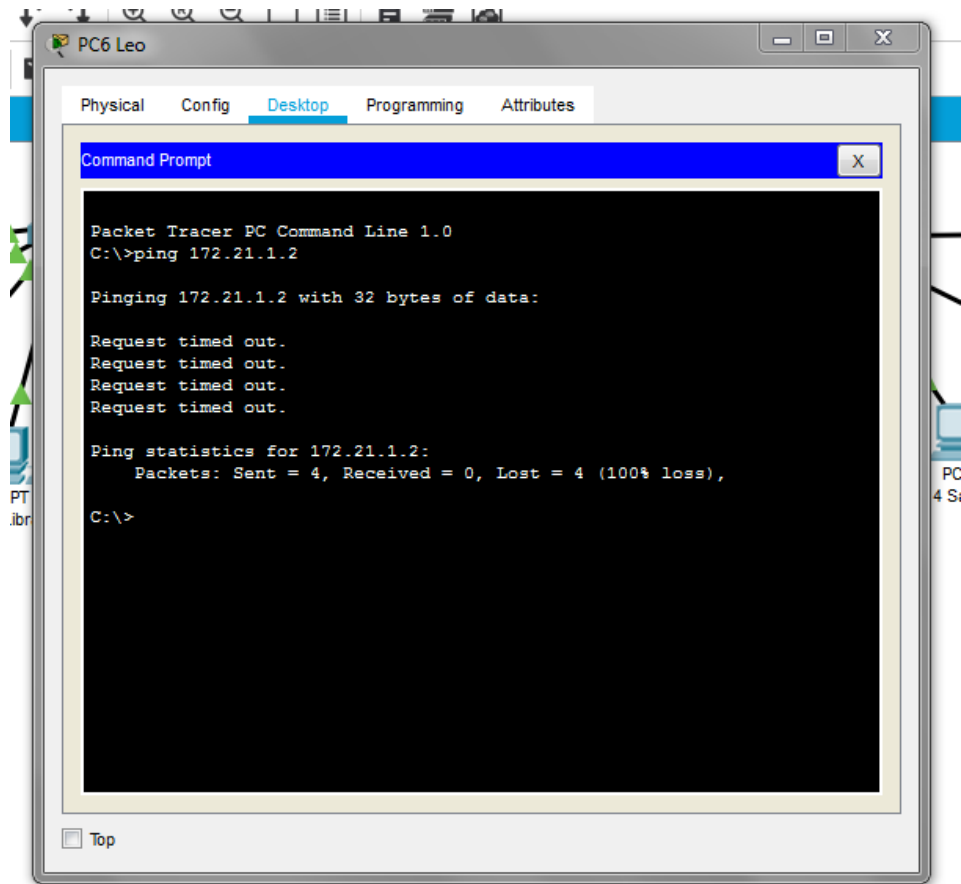 PC6 Leo
Physical Config Desktop Programming Attributes
Command Prompt
X
Packet Tracer PC Command Line 1.0
C:\>ping 172.21.1.2
Pinging 172.21.1.2 with 32 bytes of data:
Request timed out.
Request timed out.
Request timed out.
Request timed out.
Ping statistics for 172.21.1.2:
Packets: Sent = 4, Received = 0, Lost = 4 (100% loss),
C:\>
PT
PC
Top